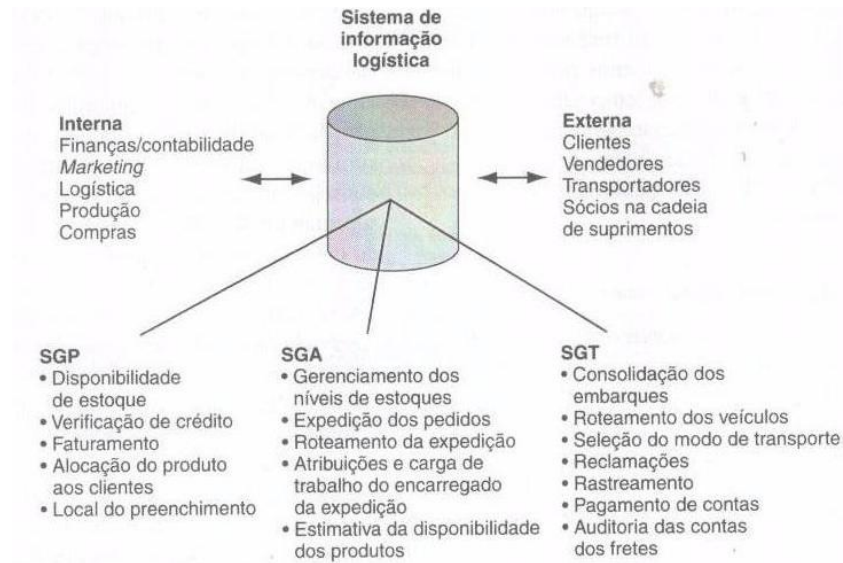 Sistema de
informação
logística
Interna
Finanças/contabilidade
Marketing
Logística
Produção
Compras
Externa
Clientes
Vendedores
Transportadores
Sócios na cadeia
de suprimentos
SGP
• Disponibilidade
de estoque
• Verificação de crédito
• Faturamento
• Alocação do produto
aos clientes
• Local do preenchimento
SGA
• Gerenciamento dos
níveis de estoques
• Expedição dos pedidos
• Roteamento da expedição
• Atribuições e carga de
trabalho do encarregado
da expedição
• Estimativa da disponibilidade
dos produtos
SGT
• Consolidação dos
embarques
• Roteamento dos veículos
• Seleção do modo de transporte
• Reclamações
• Rastreamento
• Pagamento de contas
• Auditoria das contas
dos fretes